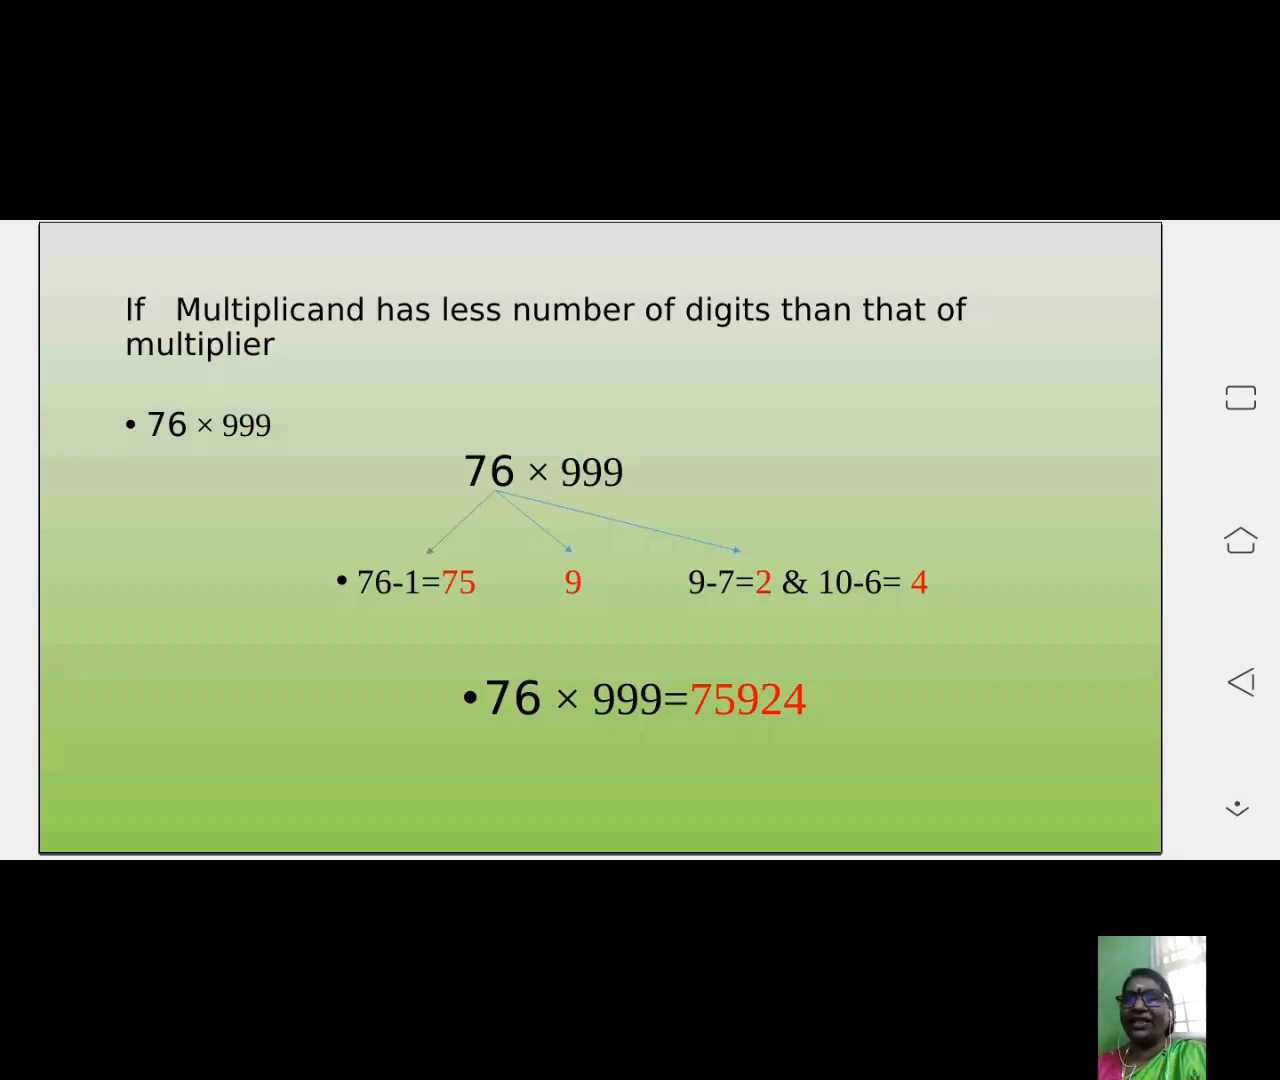 If Multiplicand has less number of digits than that of
multiplier
• 76 × 999
76 × 999
• 76-1=75 9 9-7=2 & 10-6= 4
•76 × 999=75924